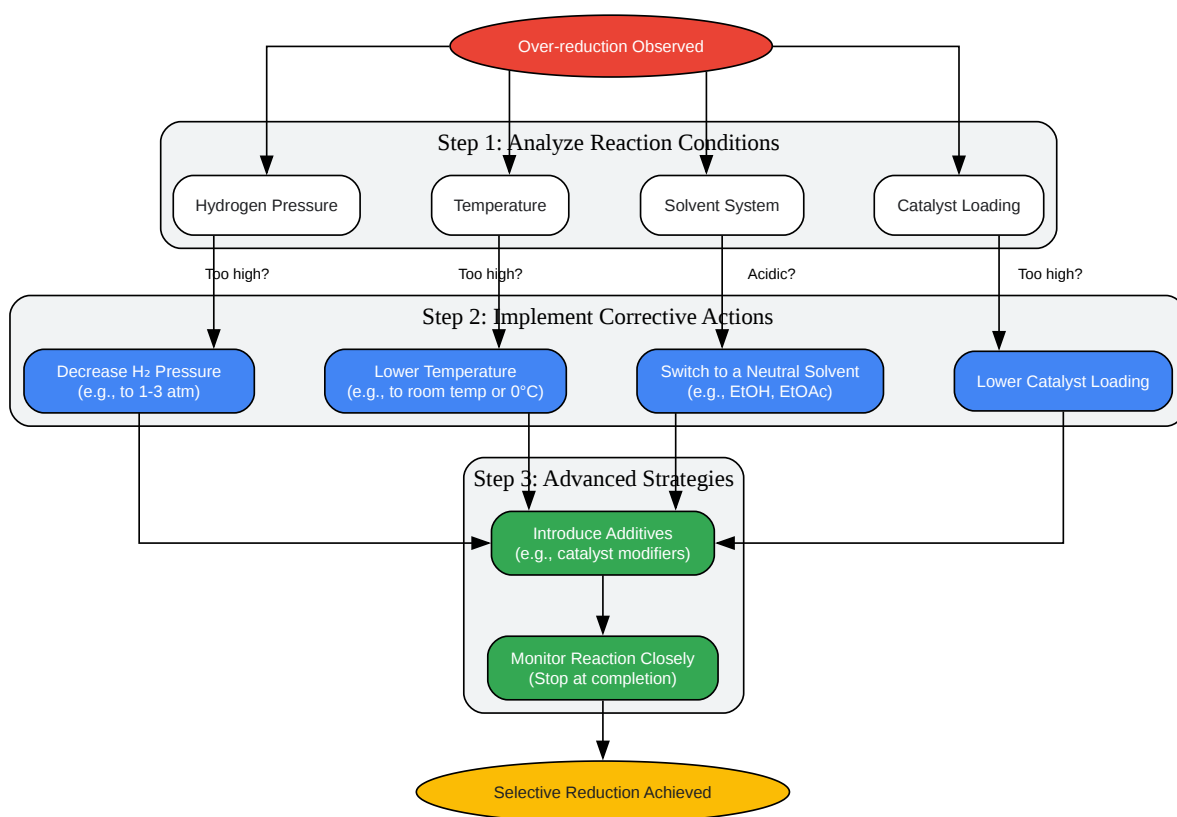 Over-reduction Observed
Step 1: Analyze Reaction Conditions
Hydrogen Pressure
Temperature
Solvent System
Catalyst Loading
Too high?
Too high?
Acidic?
Too high?
Step 2: Implement Corrective Actions
Decrease H₂ Pressure
(e.g., to 1-3 atm)
Lower Temperature
(e.g., to room temp or 0°C)
Switch to a Neutral Solvent
(e.g., EtOH, EtOAc)
Lower Catalyst Loading
Step 3: Advanced Strategies
Introduce Additives
(e.g., catalyst modifiers)
Monitor Reaction Closely
(Stop at completion)
Selective Reduction Achieved